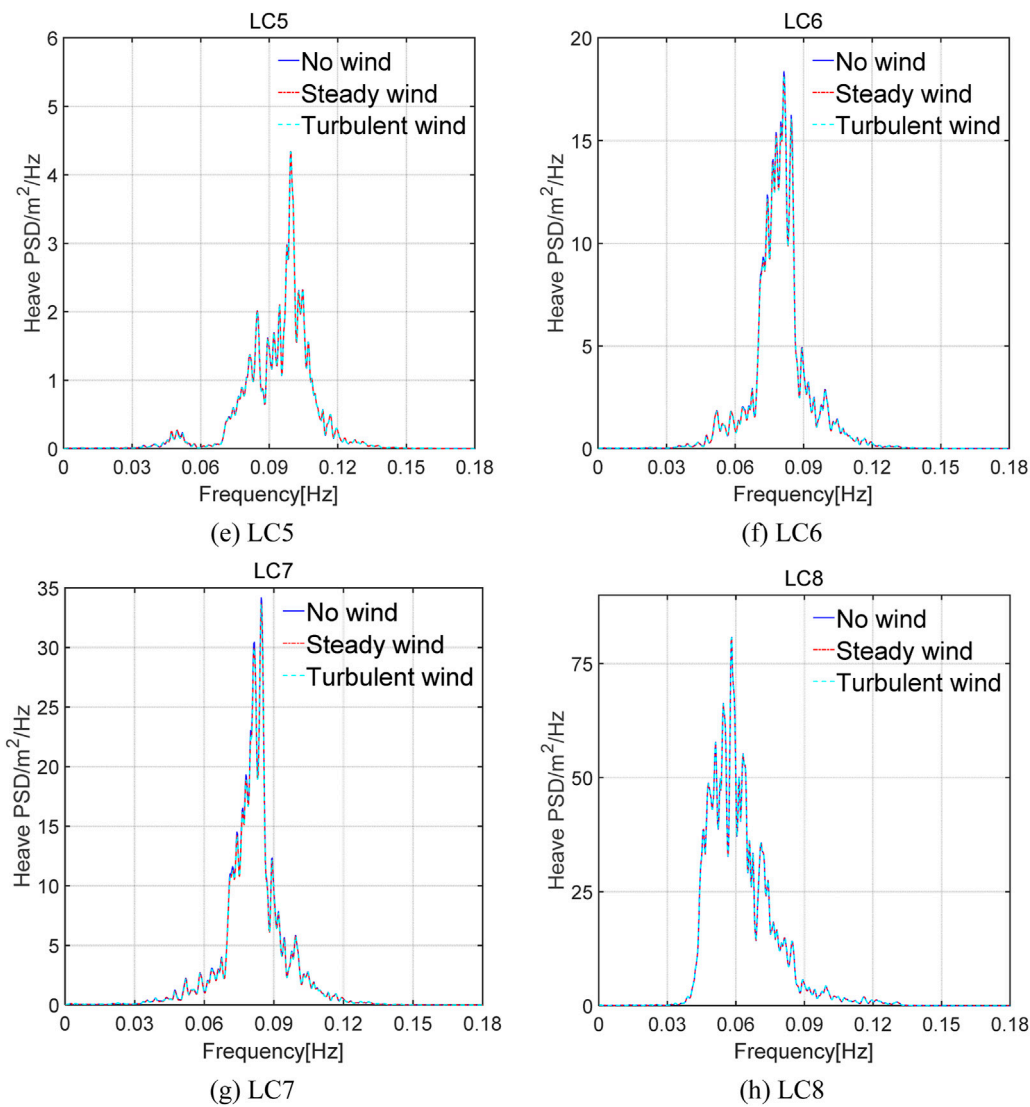 LC5
6
5
4
3
2
1
0
Heave PSD/m²/Hz
No wind
Steady wind
Turbulent wind
0 0.03 0.06 0.09 0.12 0.15 0.18
Frequency[Hz]
(e) LC5
LC6
20
15
10
5
0
Heave PSD/m²/Hz
No wind
Steady wind
Turbulent wind
0 0.03 0.06 0.09 0.12 0.15 0.18
Frequency[Hz]
(f) LC6
LC7
35
30
25
20
15
10
5
0
Heave PSD/m²/Hz
No wind
Steady wind
Turbulent wind
0 0.03 0.06 0.09 0.12 0.15 0.18
Frequency[Hz]
(g) LC7
LC8
75
50
25
0
Heave PSD/m²/Hz
No wind
Steady wind
Turbulent wind
0 0.03 0.06 0.09 0.12 0.15 0.18
Frequency[Hz]
(h) LC8